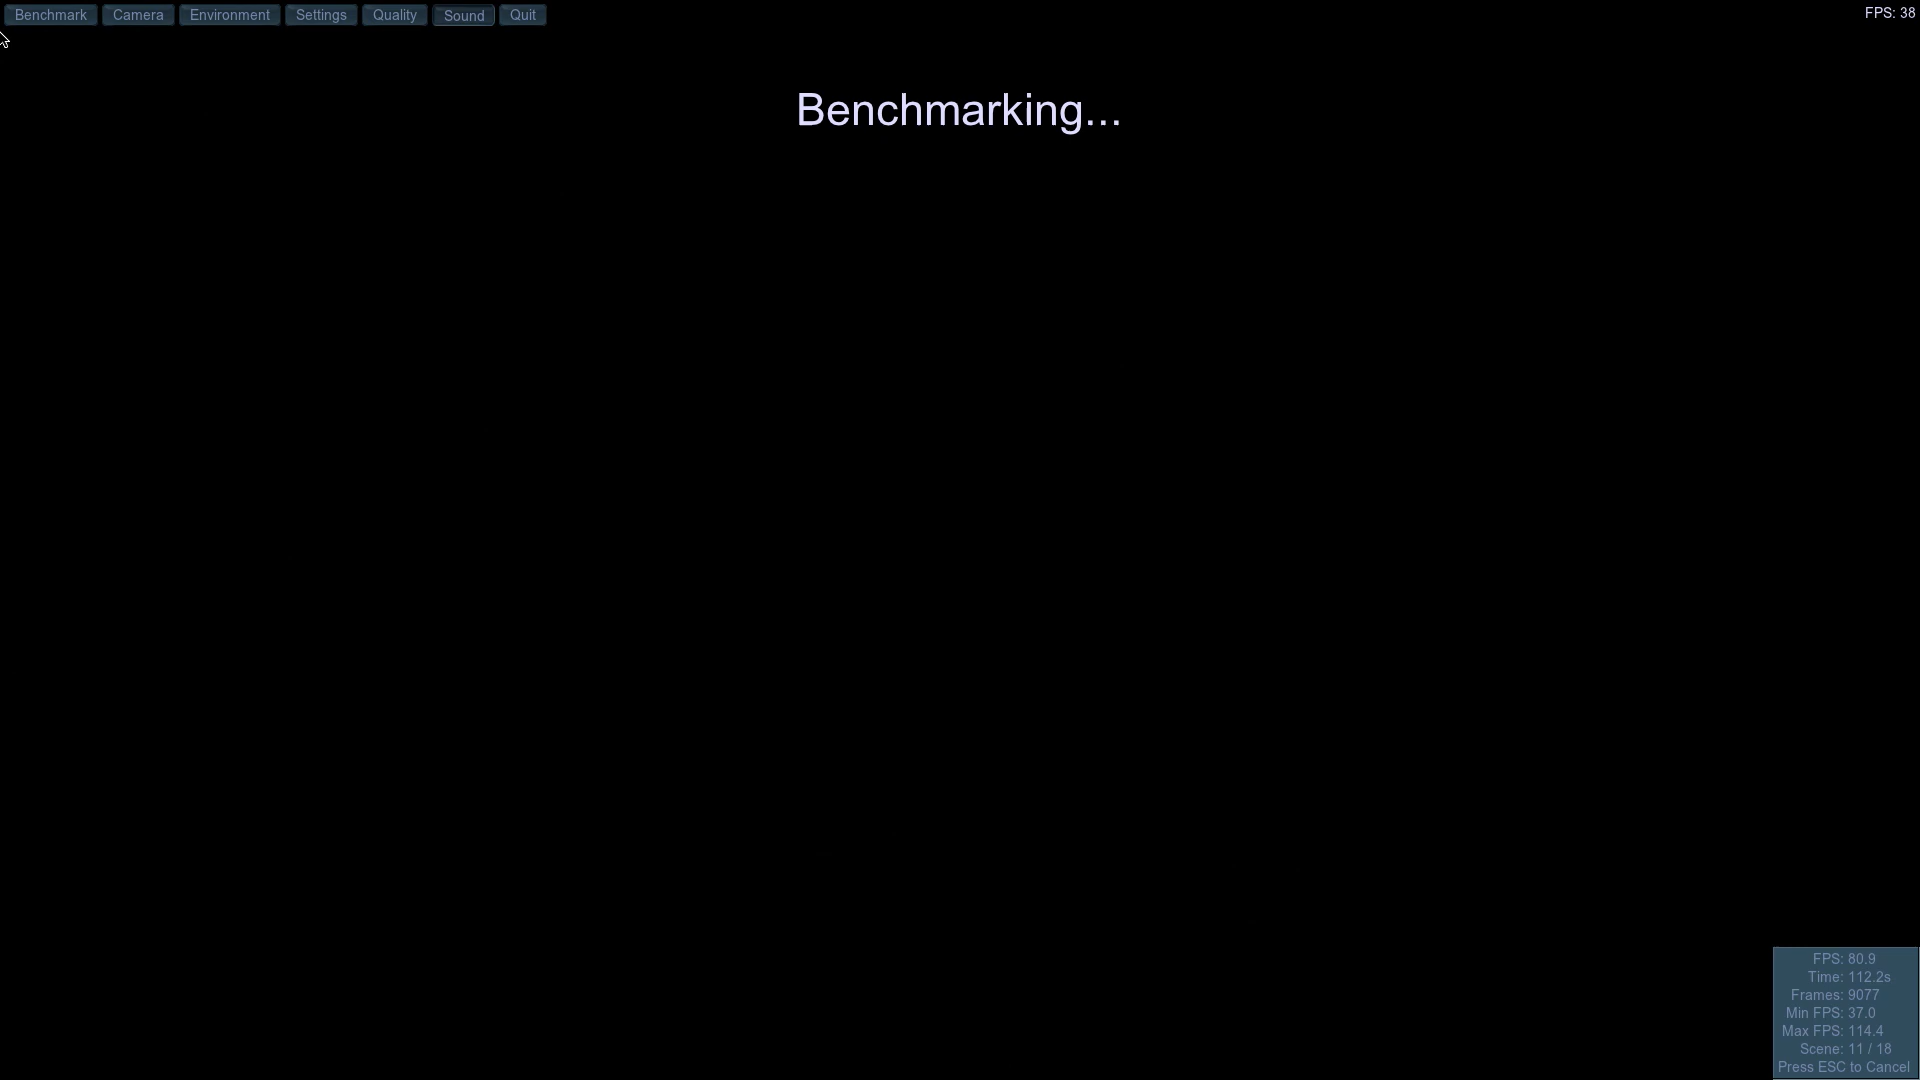 Benchmark Camera Environment Settings Quality Sound Quit FPS: 38
Benchmarking...
FPS: 80.9
Time: 112.2s
Frames: 9077
Min FPS: 37.0
Max FPS: 114.4
Scene: 11 / 18
Press ESC to Cancel